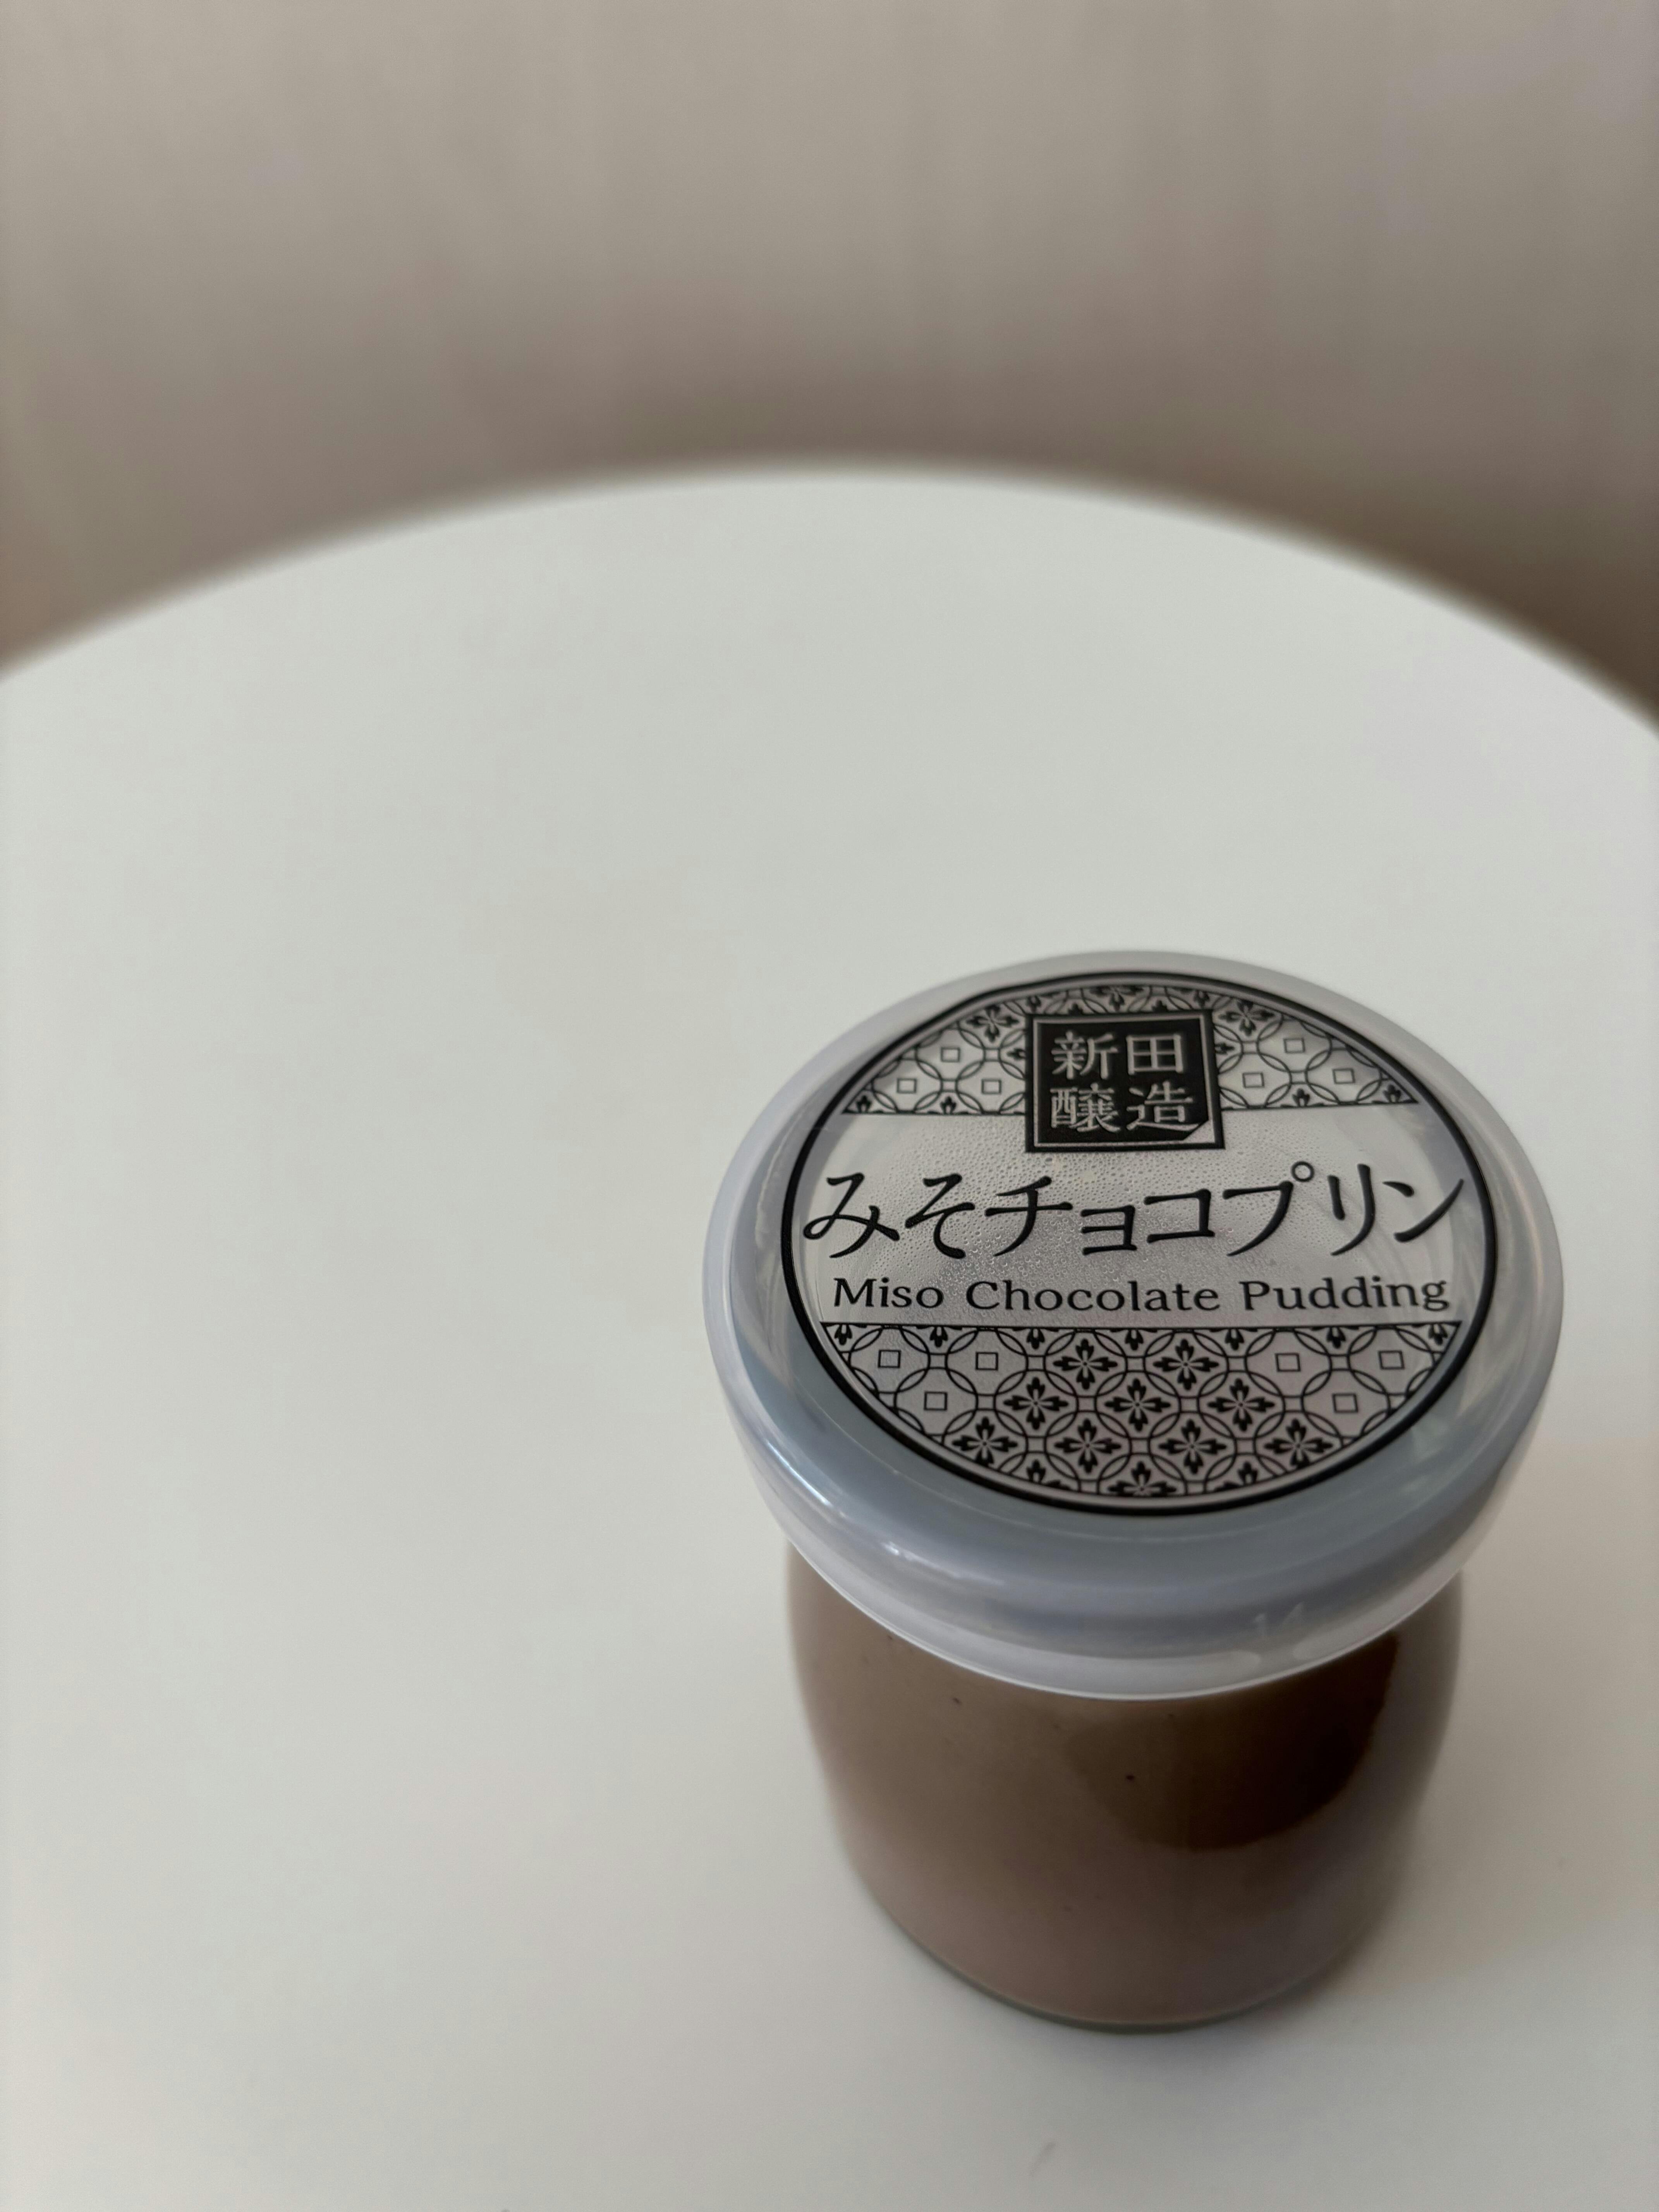 新田
醸造
みそチョコプリン
Miso Chocolate Pudding